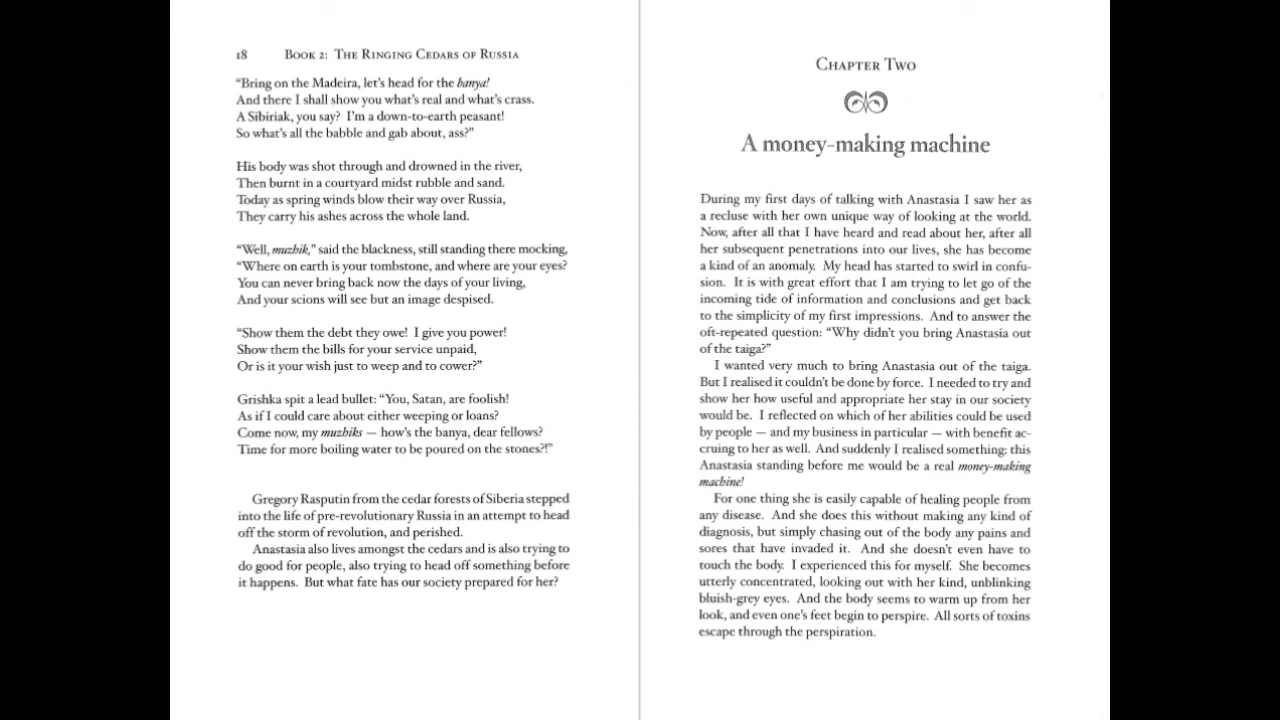 18 Book 2: The Ringing Cedars of Russia
“Bring on the Madeira, let’s head for the banya!
And there I shall show you what’s real and what’s crass.
A Sibiriak, you say? I’m a down-to-earth peasant!
So what’s all the babble and gab about, ass?”
His body was shot through and drowned in the river,
Then burnt in a courtyard midst rubble and sand.
Today as spring winds blow their way over Russia,
They carry his ashes across the whole land.
“Well, muzhik,” said the blackness, still standing there mocking,
“Where on earth is your tombstone, and where are your eyes?
You can never bring back now the days of your living,
And your scions will see but an image despised.
“Show them the debt they owe! I give you power!
Show them the bills for your service unpaid,
Or is it your wish just to weep and to cower?”
Grishka spit a lead bullet: “You, Satan, are foolish!
As if I could care about either weeping or loans?
Come now, my muzhiks — how’s the banya, dear fellows?
Time for more boiling water to be poured on the stones?!”
Gregory Rasputin from the cedar forests of Siberia stepped
into the life of pre-revolutionary Russia in an attempt to head
off the storm of revolution, and perished.
Anastasia also lives amongst the cedars and is also trying to
do good for people, also trying to head off something before
it happens. But what fate has our society prepared for her?
Chapter Two
A money-making machine
During my first days of talking with Anastasia I saw her as
a recluse with her own unique way of looking at the world.
Now, after all that I have heard and read about her, after all
her subsequent penetrations into our lives, she has become
a kind of an anomaly. My head has started to swirl in confu-
sion. It is with great effort that I am trying to let go of the
incoming tide of information and conclusions and get back
to the simplicity of my first impressions. And to answer the
oft-repeated question: “Why didn’t you bring Anastasia out
of the taiga?”
I wanted very much to bring Anastasia out of the taiga.
But I realised it couldn’t be done by force. I needed to try and
show her how useful and appropriate her stay in our society
would be. I reflected on which of her abilities could be used
by people — and my business in particular — with benefit ac-
cruing to her as well. And suddenly I realised something: this
Anastasia standing before me would be a real money-making
machine!
For one thing she is easily capable of healing people from
any disease. And she does this without making any kind of
diagnosis, but simply chasing out of the body any pains and
sores that have invaded it. And she doesn’t even have to
touch the body. I experienced this for myself. She becomes
utterly concentrated, looking out with her kind, unblinking
bluish-grey eyes. And the body seems to warm up from her
look, and even one’s feet begin to perspire. All sorts of toxins
escape through the perspiration.